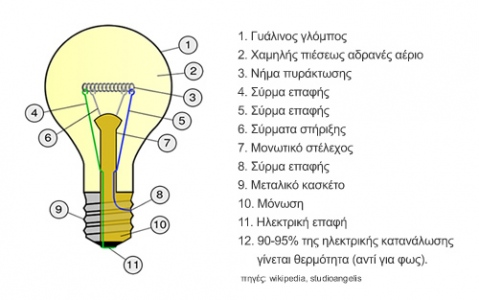 1
2
3
4
5
6
7
8
9
10
11
1. Γυάλινος γλόμπος
2. Χαμηλής πιέσεως αδρανές αέριο
3. Νήμα πυράκτωσης
4. Σύρμα επαφής
5. Σύρμα επαφής
6. Σύρματα στήριξης
7. Μονωτικό στέλεχος
8. Σύρμα επαφής
9. Μεταλικό κασκέτο
10. Μόνωση
11. Ηλεκτρική επαφή
12. 90-95% της ηλεκτρικής κατανάλωσης
γίνεται θερμότητα (αντί για φως).
πηγές: wikipedia, studioangelis